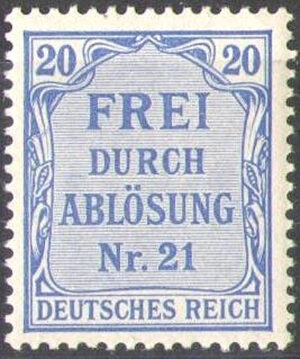 20 20
FREI
DURCH
ABLÖSUNG
Nr. 21
DEUTSCHES REICH